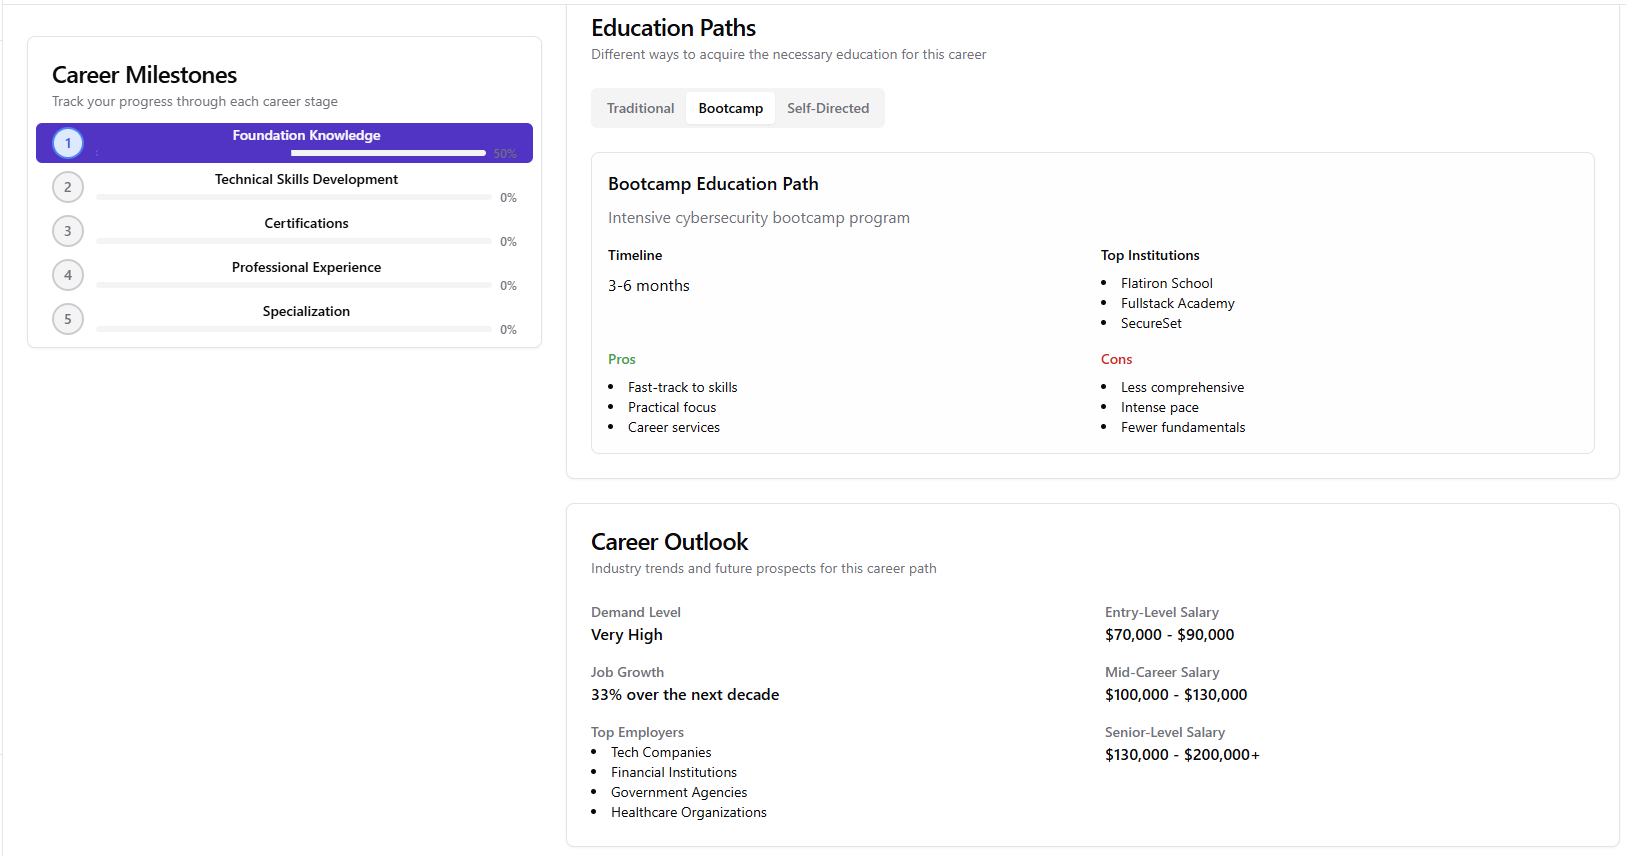 Career Milestones
Track your progress through each career stage
1
Foundation Knowledge
50%
2
Technical Skills Development
0%
3
Certifications
0%
4
Professional Experience
0%
5
Specialization
0%
Education Paths
Different ways to acquire the necessary education for this career
Traditional Bootcamp Self-Directed
Bootcamp Education Path
Intensive cybersecurity bootcamp program
Timeline
3-6 months
Top Institutions
• Flatiron School
• Fullstack Academy
• SecureSet
Pros
• Fast-track to skills
• Practical focus
• Career services
Cons
• Less comprehensive
• Intense pace
• Fewer fundamentals
Career Outlook
Industry trends and future prospects for this career path
Demand Level
Very High
Job Growth
33% over the next decade
Top Employers
• Tech Companies
• Financial Institutions
• Government Agencies
• Healthcare Organizations
Entry-Level Salary
$70,000 - $90,000
Mid-Career Salary
$100,000 - $130,000
Senior-Level Salary
$130,000 - $200,000+